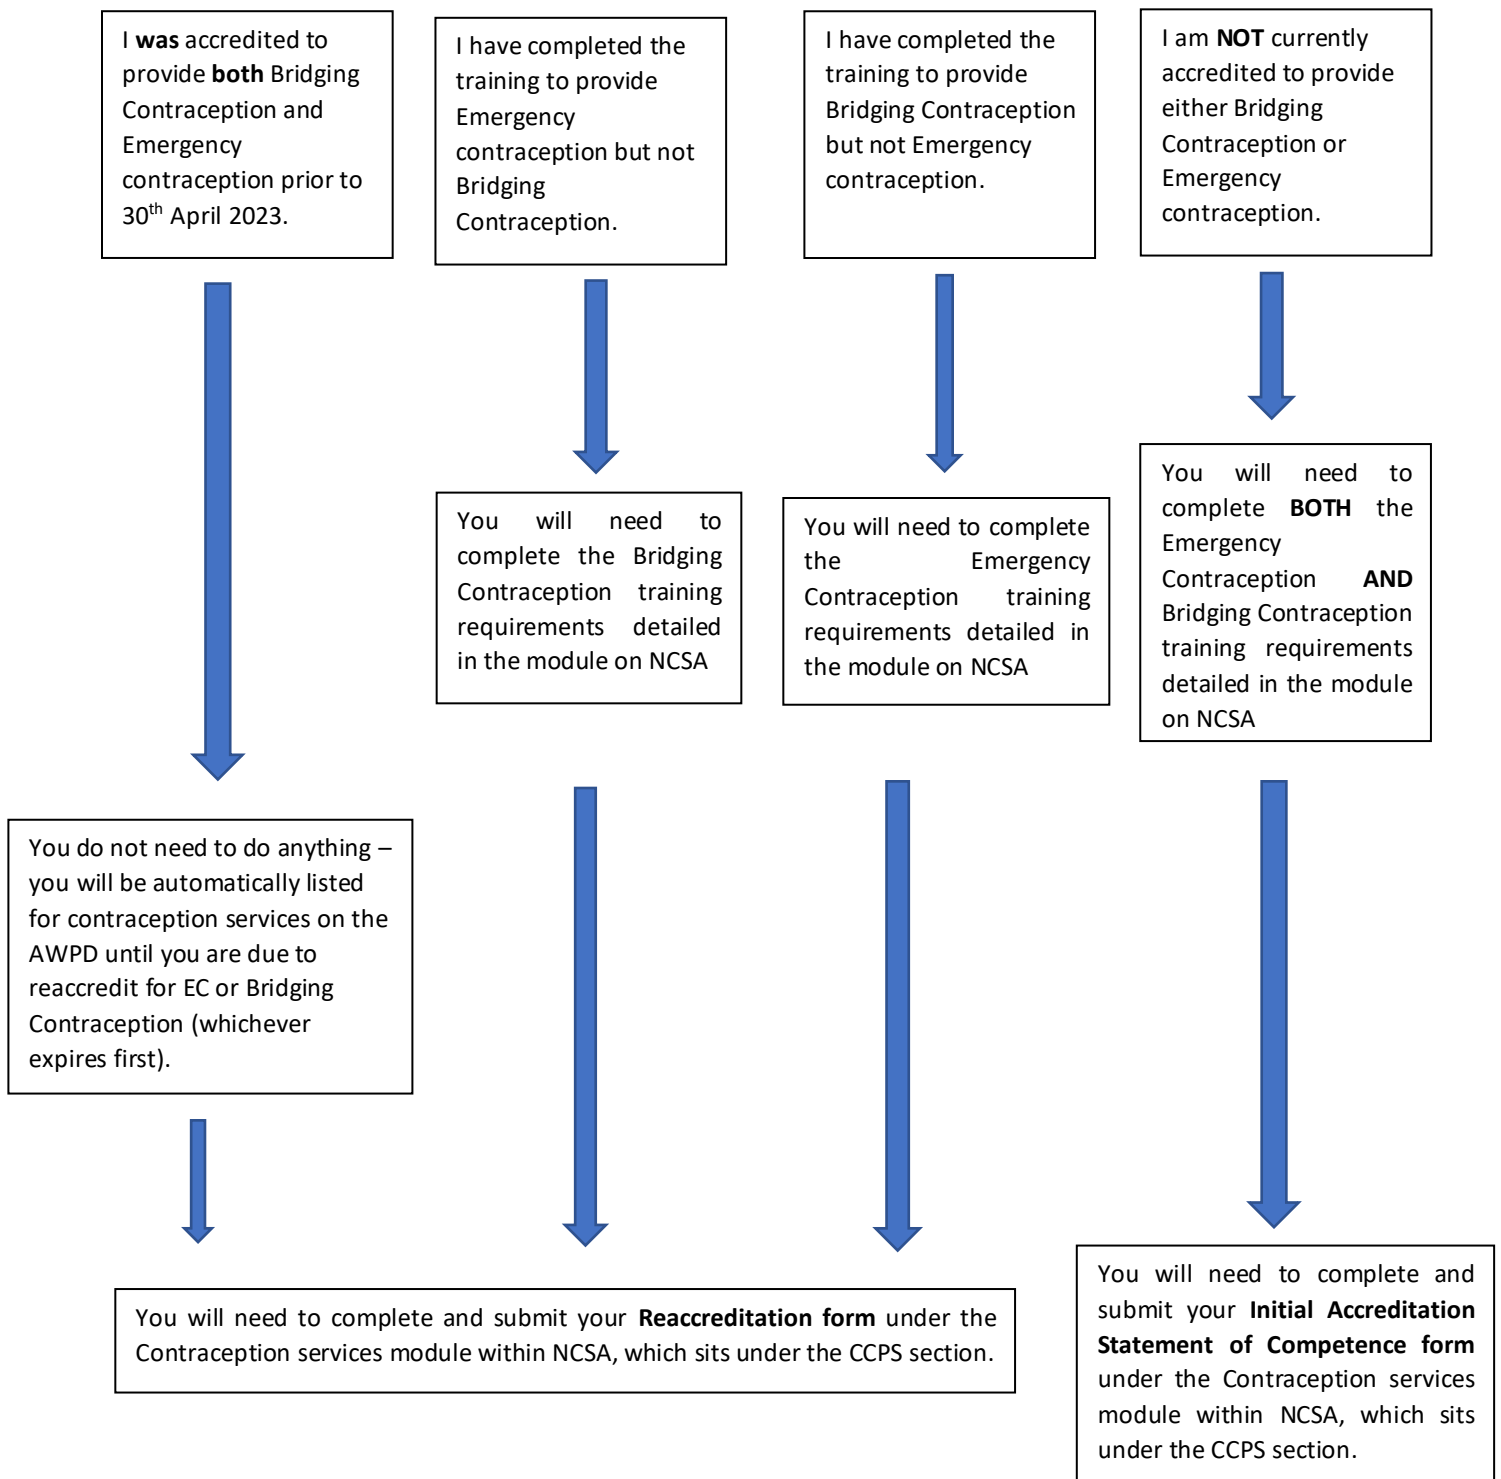 I was accredited to
provide both Bridging
Contraception and
Emergency
contraception prior to
30th April 2023.
I have completed the
training to provide
Emergency
contraception but not
Bridging
Contraception.
I have completed the
training to provide
Bridging Contraception
but not Emergency
contraception.
I am NOT currently
accredited to provide
either Bridging
Contraception or
Emergency
contraception.
You will need to
complete the Bridging
Contraception training
requirements detailed
in the module on NCSA
You will need to complete
the Emergency
Contraception training
requirements detailed in
the module on NCSA
You will need to
complete BOTH the
Emergency
Contraception AND
Bridging Contraception
training requirements
detailed in the module
on NCSA
You do not need to do anything –
you will be automatically listed
for contraception services on the
AWPD until you are due to
reaccredit for EC or Bridging
Contraception (whichever
expires first).
You will need to complete and submit your Reaccreditation form under the
Contraception services module within NCSA, which sits under the CCPS section.
You will need to complete and
submit your Initial Accreditation
Statement of Competence form
under the Contraception services
module within NCSA, which sits
under the CCPS section.